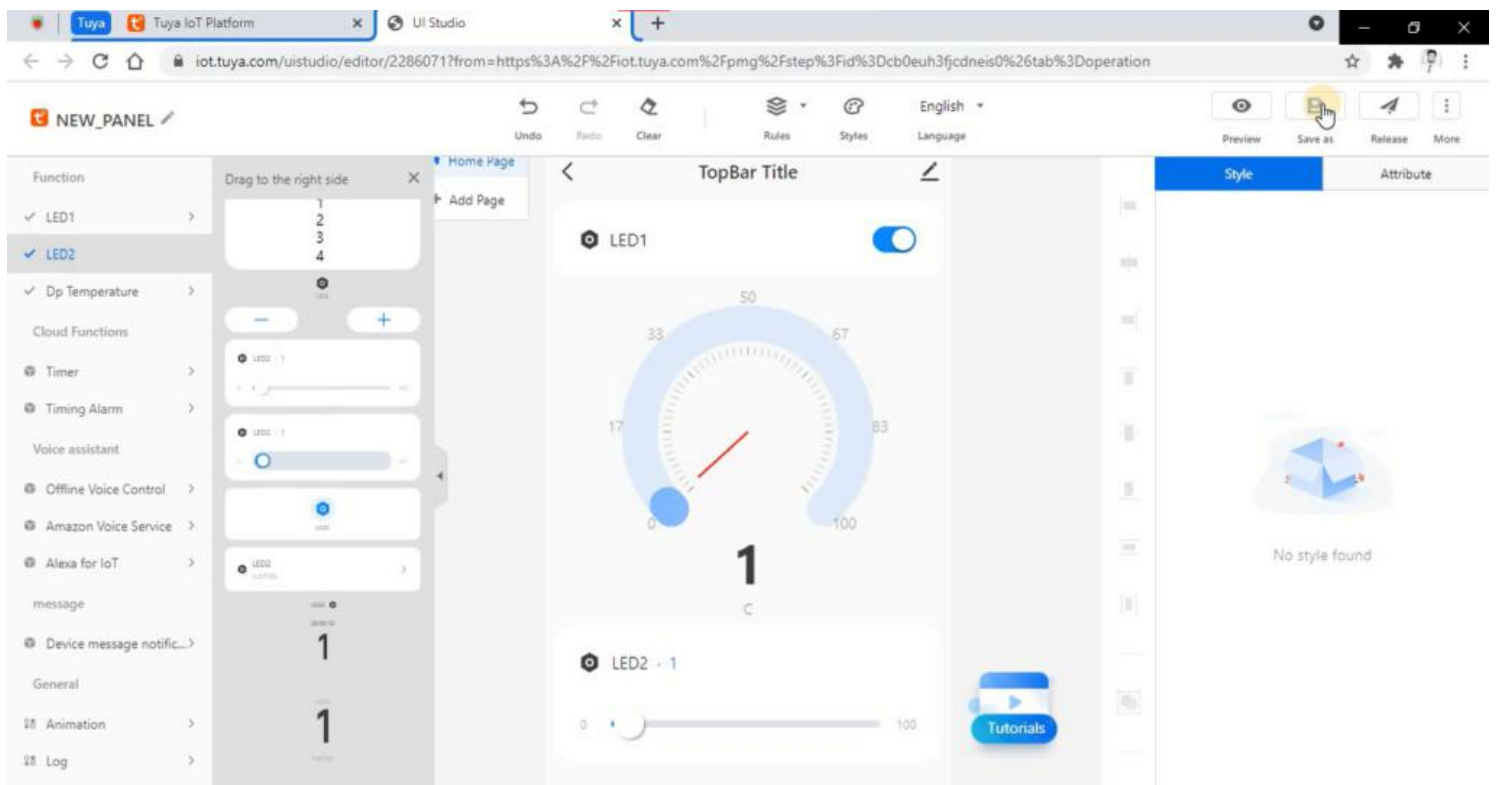 Tuya
Tuya IoT Platform
UI Studio
iot.tuya.com/uistudio/editor/2286071?from=https%3A%2F%2Fiot.tuya.com%2Fpmg%2Fstep%3Fid%3Dcb0euh3fjcdneis0%26tab%3Doperation
NEW_PANEL
Undo
Redo
Clear
Rules
Styles
English
Language
Preview
Save as
Release
More
Function
LED1
LED2
Dp Temperature
Cloud Functions
Timer
Timing Alarm
Voice assistant
Offline Voice Control
Amazon Voice Service
Alexa for IoT
message
Device message notific...
General
Animation
Log
Drag to the right side
1
2
3
4
LED2 · 1
LED2 · 1
LED2
1
1
Home Page
+ Add Page
TopBar Title
LED1
50
33
67
17
83
0
100
1
C
LED2 · 1
0
100
Tutorials
Style
Attribute
No style found